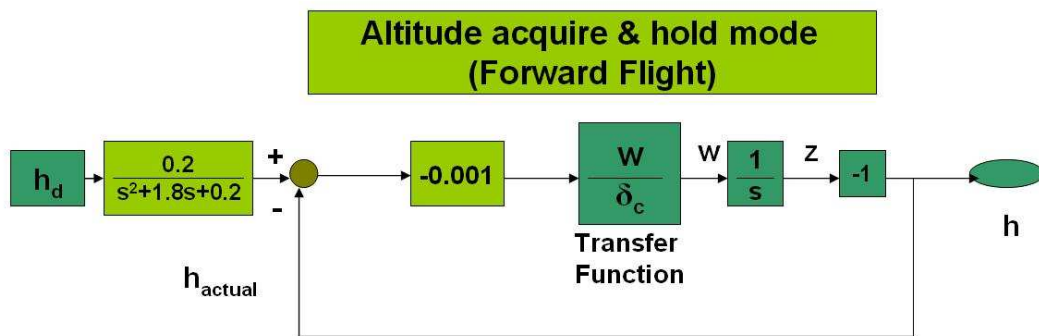 Altitude acquire & hold mode
(Forward Flight)
h_d
0.2
s²+1.8s+0.2
+
-
-0.001
W
δ_c
Transfer
Function
w
1
s
z
-1
h
h_actual